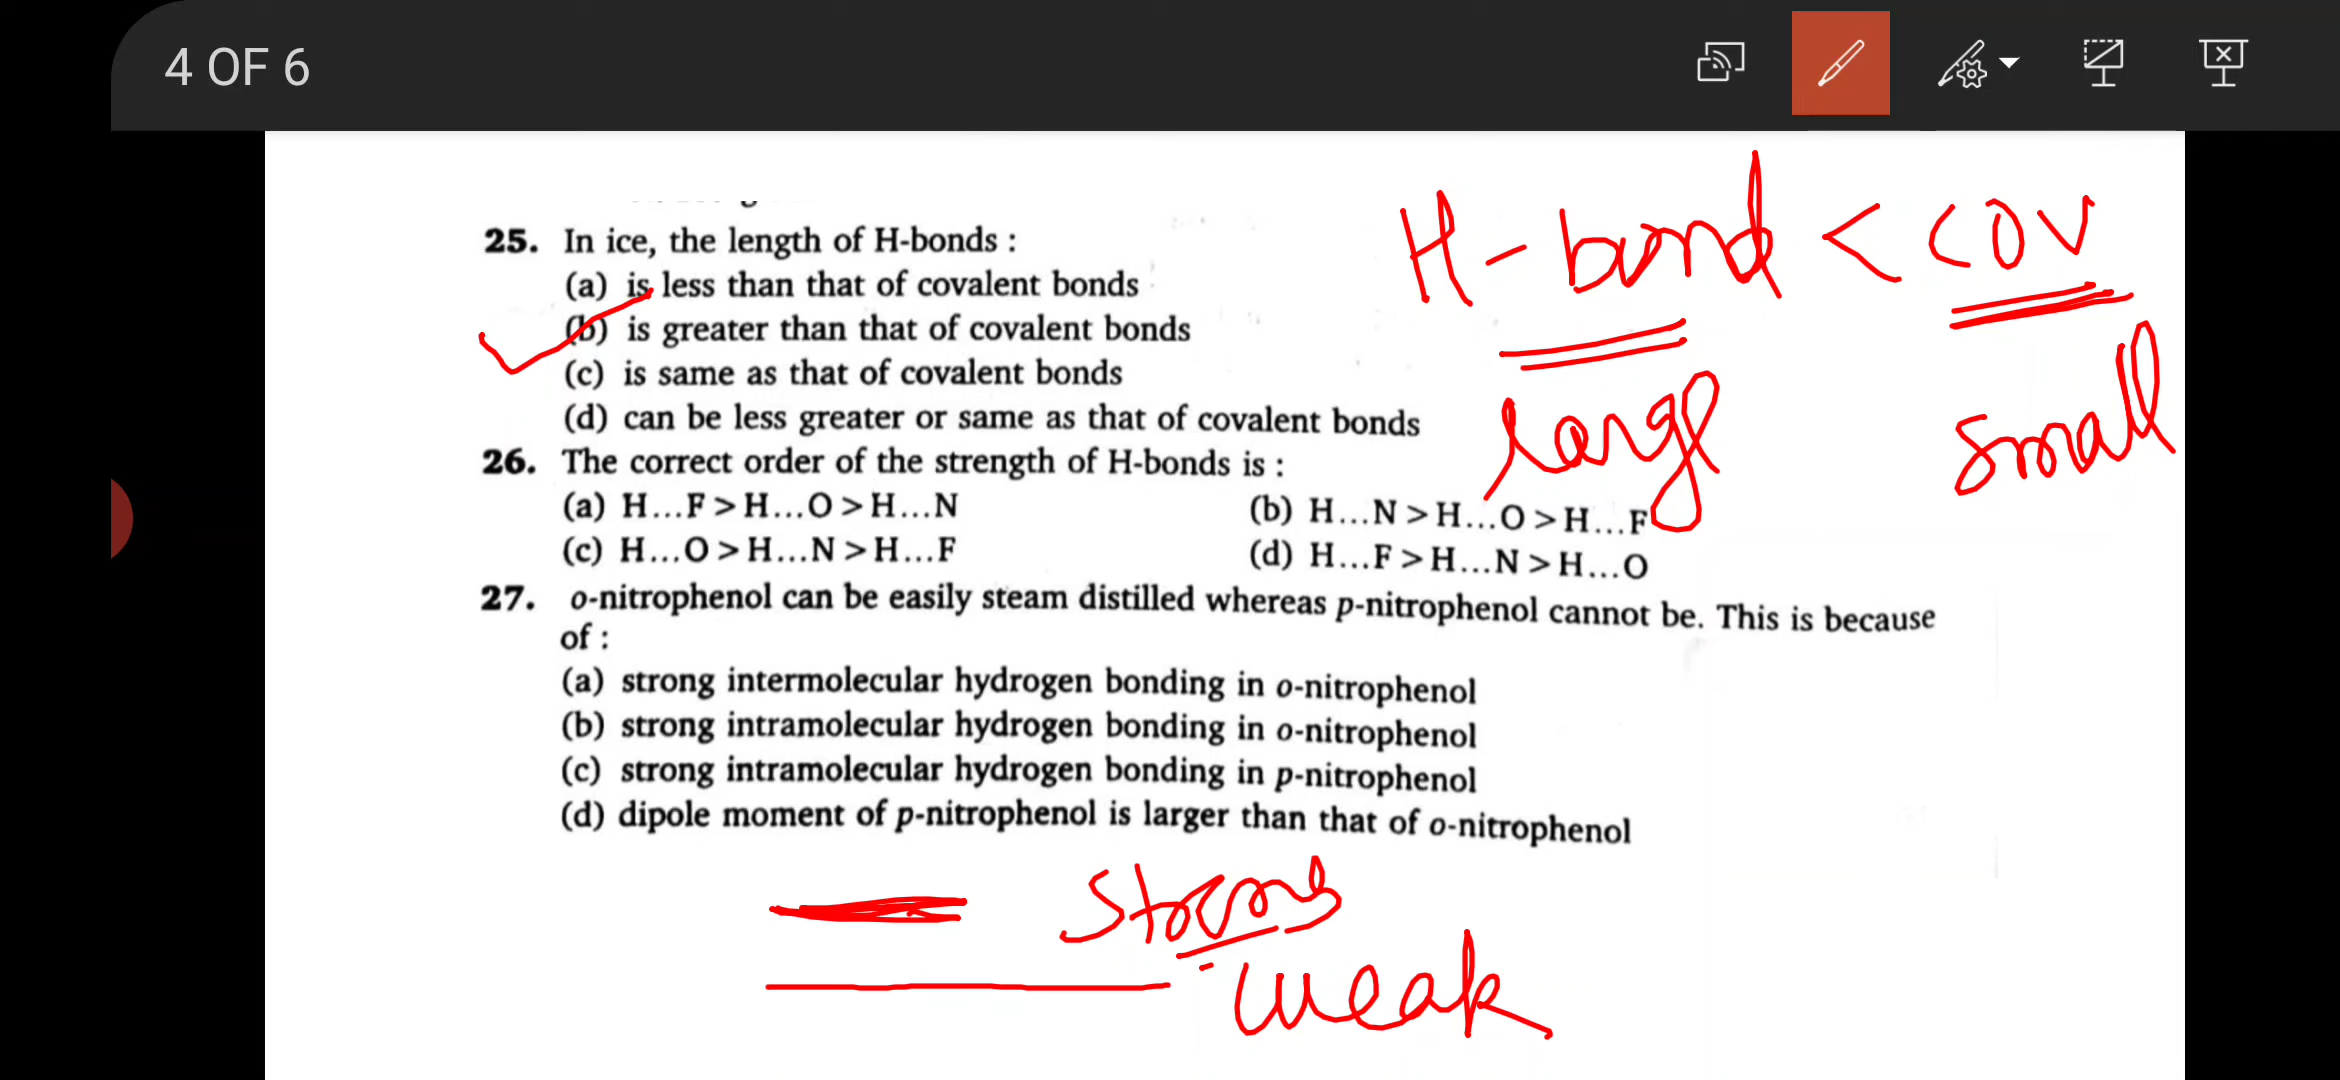 4 OF 6
25. In ice, the length of H-bonds :
(a) is less than that of covalent bonds
(b) is greater than that of covalent bonds
(c) is same as that of covalent bonds
(d) can be less greater or same as that of covalent bonds
H-bond < cov
large
small
26. The correct order of the strength of H-bonds is :
(a) H...F > H...O > H...N
(b) H...N > H...O > H...F
(c) H...O > H...N > H...F
(d) H...F > H...N > H...O
27. o-nitrophenol can be easily steam distilled whereas p-nitrophenol cannot be. This is because
of :
(a) strong intermolecular hydrogen bonding in o-nitrophenol
(b) strong intramolecular hydrogen bonding in o-nitrophenol
(c) strong intramolecular hydrogen bonding in p-nitrophenol
(d) dipole moment of p-nitrophenol is larger than that of o-nitrophenol
strong
weak